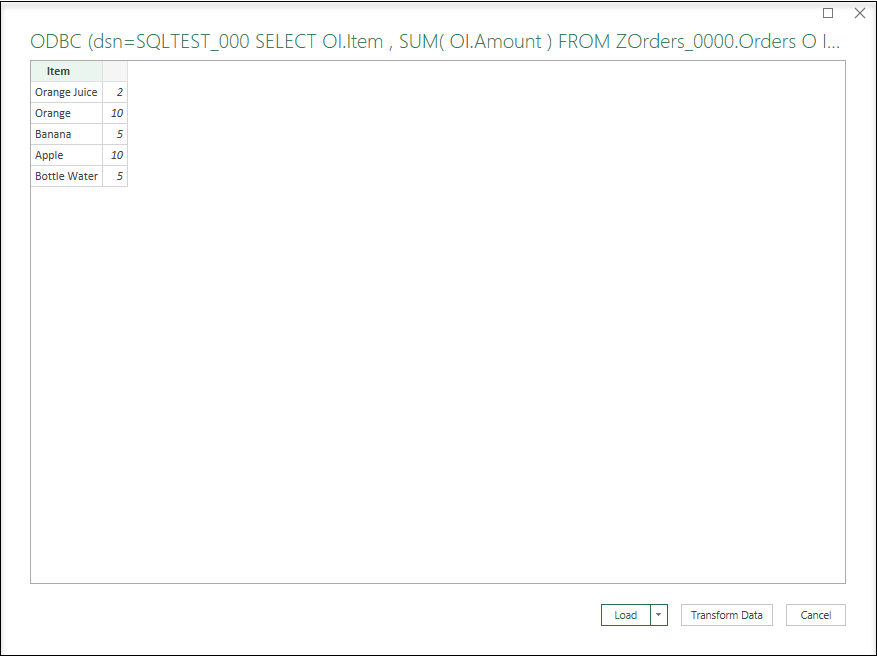 ODBC (dsn=SQLTEST_000 SELECT OI.Item , SUM( OI.Amount ) FROM ZOrders_0000.Orders O I...
Item
Orange Juice 2
Orange 10
Banana 5
Apple 10
Bottle Water 5
Load Transform Data Cancel